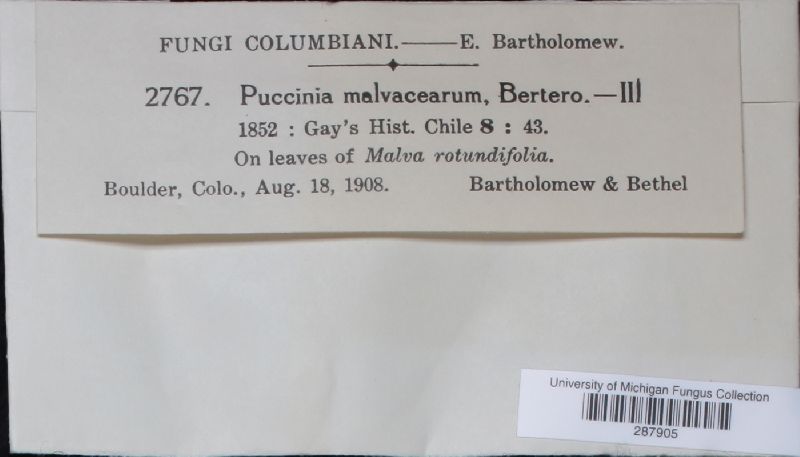 FUNGI COLUMBIANI.——E. Bartholomew.
2767. Puccinia malvacearum, Bertero.—III
1852 : Gay's Hist. Chile 8 : 43.
On leaves of Malva rotundifolia.
Boulder, Colo., Aug. 18, 1908. Bartholomew & Bethel
University of Michigan Fungus Collection
287905